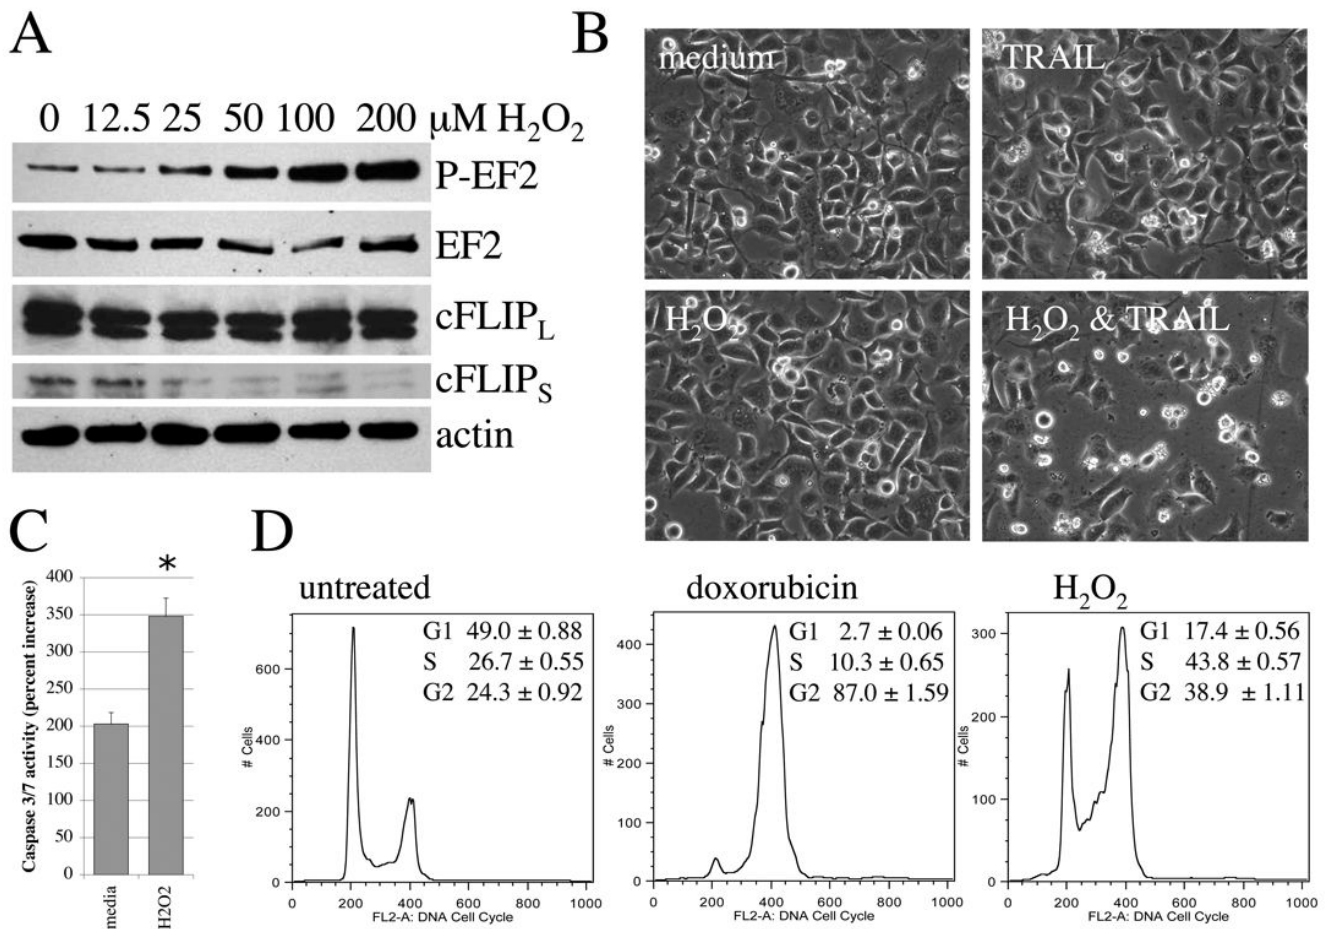 A
0 12.5 25 50 100 200 μM H₂O₂
P-EF2
EF2
cFLIP_L
cFLIP_S
actin
B
medium
TRAIL
H₂O₂
H₂O₂ & TRAIL
C
Caspase 3/7 activity (percent increase)
400
350
300
250
200
150
100
50
0
*
media
H2O2
D
untreated
G1 49.0 ± 0.88
S 26.7 ± 0.55
G2 24.3 ± 0.92
# Cells
600
400
200
0
0 200 400 600 800 1000
FL2-A: DNA Cell Cycle
doxorubicin
G1 2.7 ± 0.06
S 10.3 ± 0.65
G2 87.0 ± 1.59
# Cells
400
300
200
100
0
0 200 400 600 800 1000
FL2-A: DNA Cell Cycle
H₂O₂
G1 17.4 ± 0.56
S 43.8 ± 0.57
G2 38.9 ± 1.11
# Cells
300
200
100
0
0 200 400 600 800 1000
FL2-A: DNA Cell Cycle